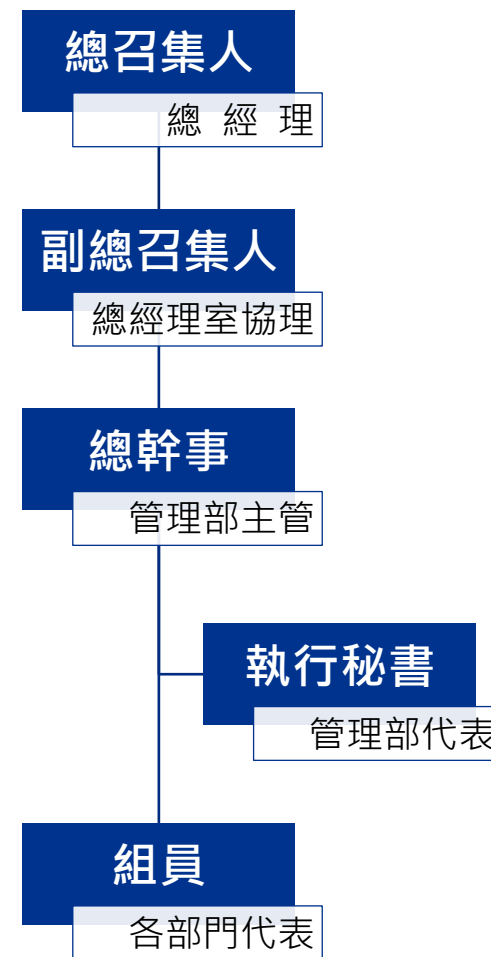 總召集人
總 經 理
副總召集人
總經理室協理
總幹事
管理部主管
執行秘書
管理部代表
組員
各部門代表